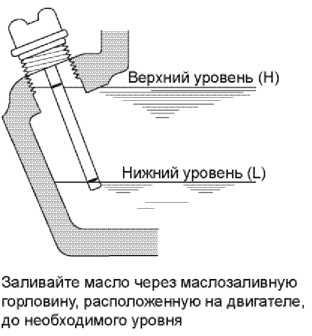 Верхний уровень (H)
Нижний уровень (L)
Заливайте масло через маслозаливную
горловину, расположенную на двигателе,
до необходимого уровня